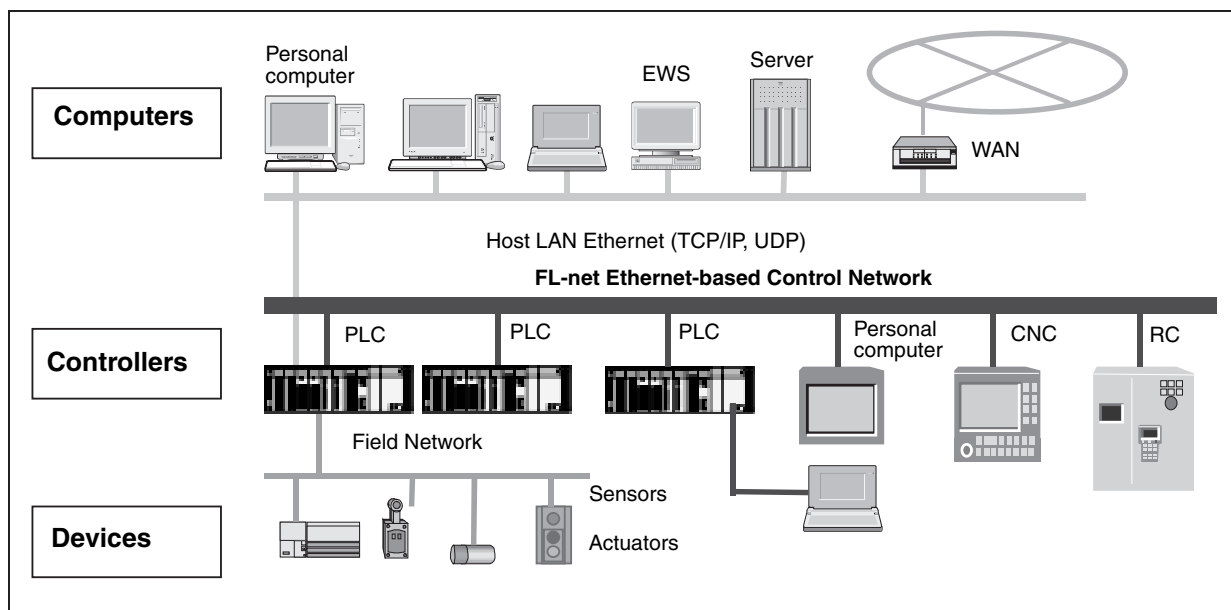 Personal
computer
EWS
Server
Computers
WAN
Host LAN Ethernet (TCP/IP, UDP)
FL-net Ethernet-based Control Network
Controllers
PLC
PLC
PLC
Personal
computer
CNC
RC
Field Network
Devices
Sensors
Actuators